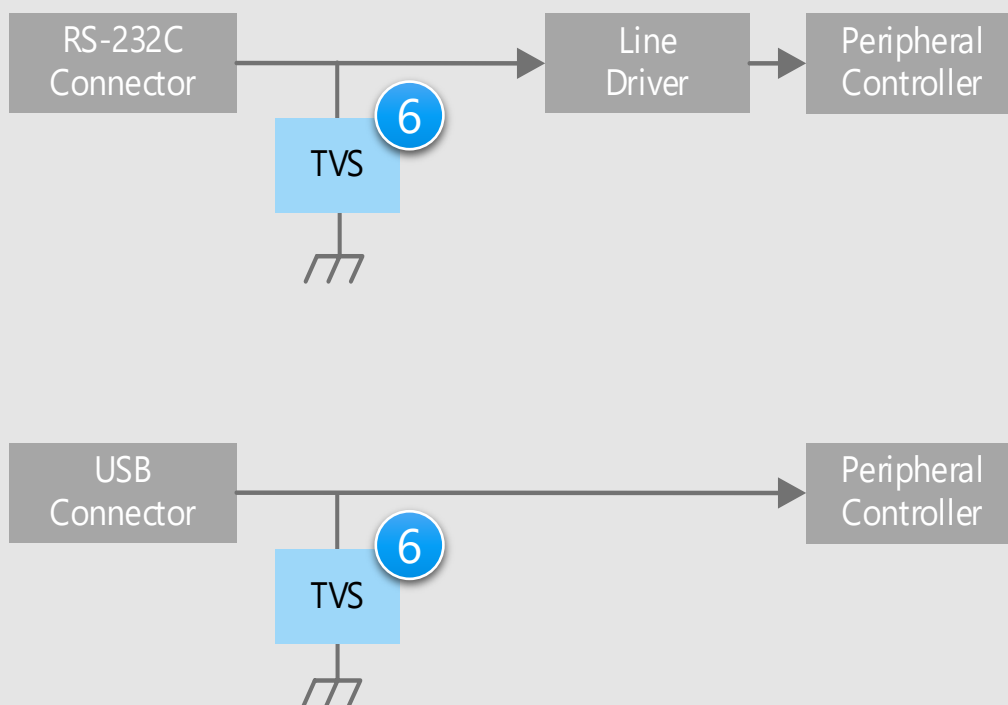 RS-232C
Connector
Line
Driver
Peripheral
Controller
6
TVS
USB
Connector
Peripheral
Controller
6
TVS